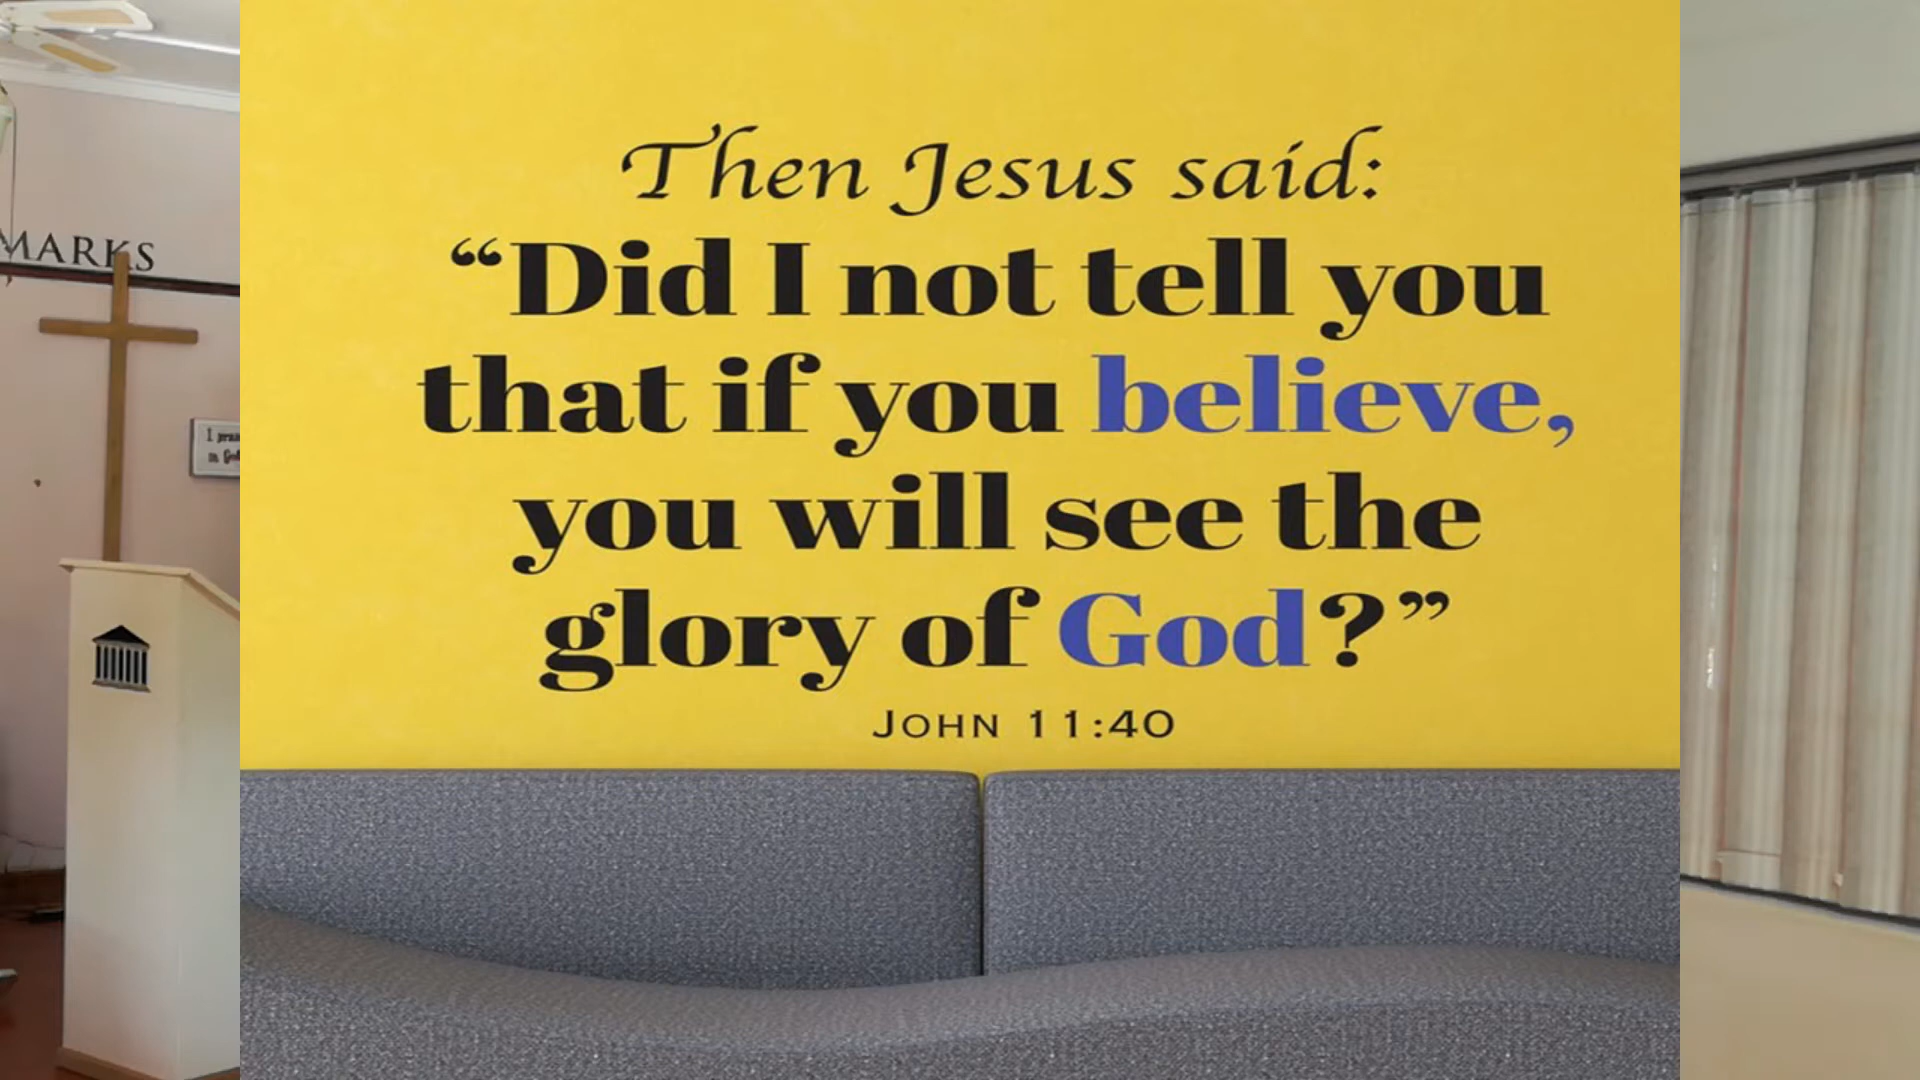 MARKS
Then Jesus said:
“Did I not tell you
that if you believe,
you will see the
glory of God?”
JOHN 11:40